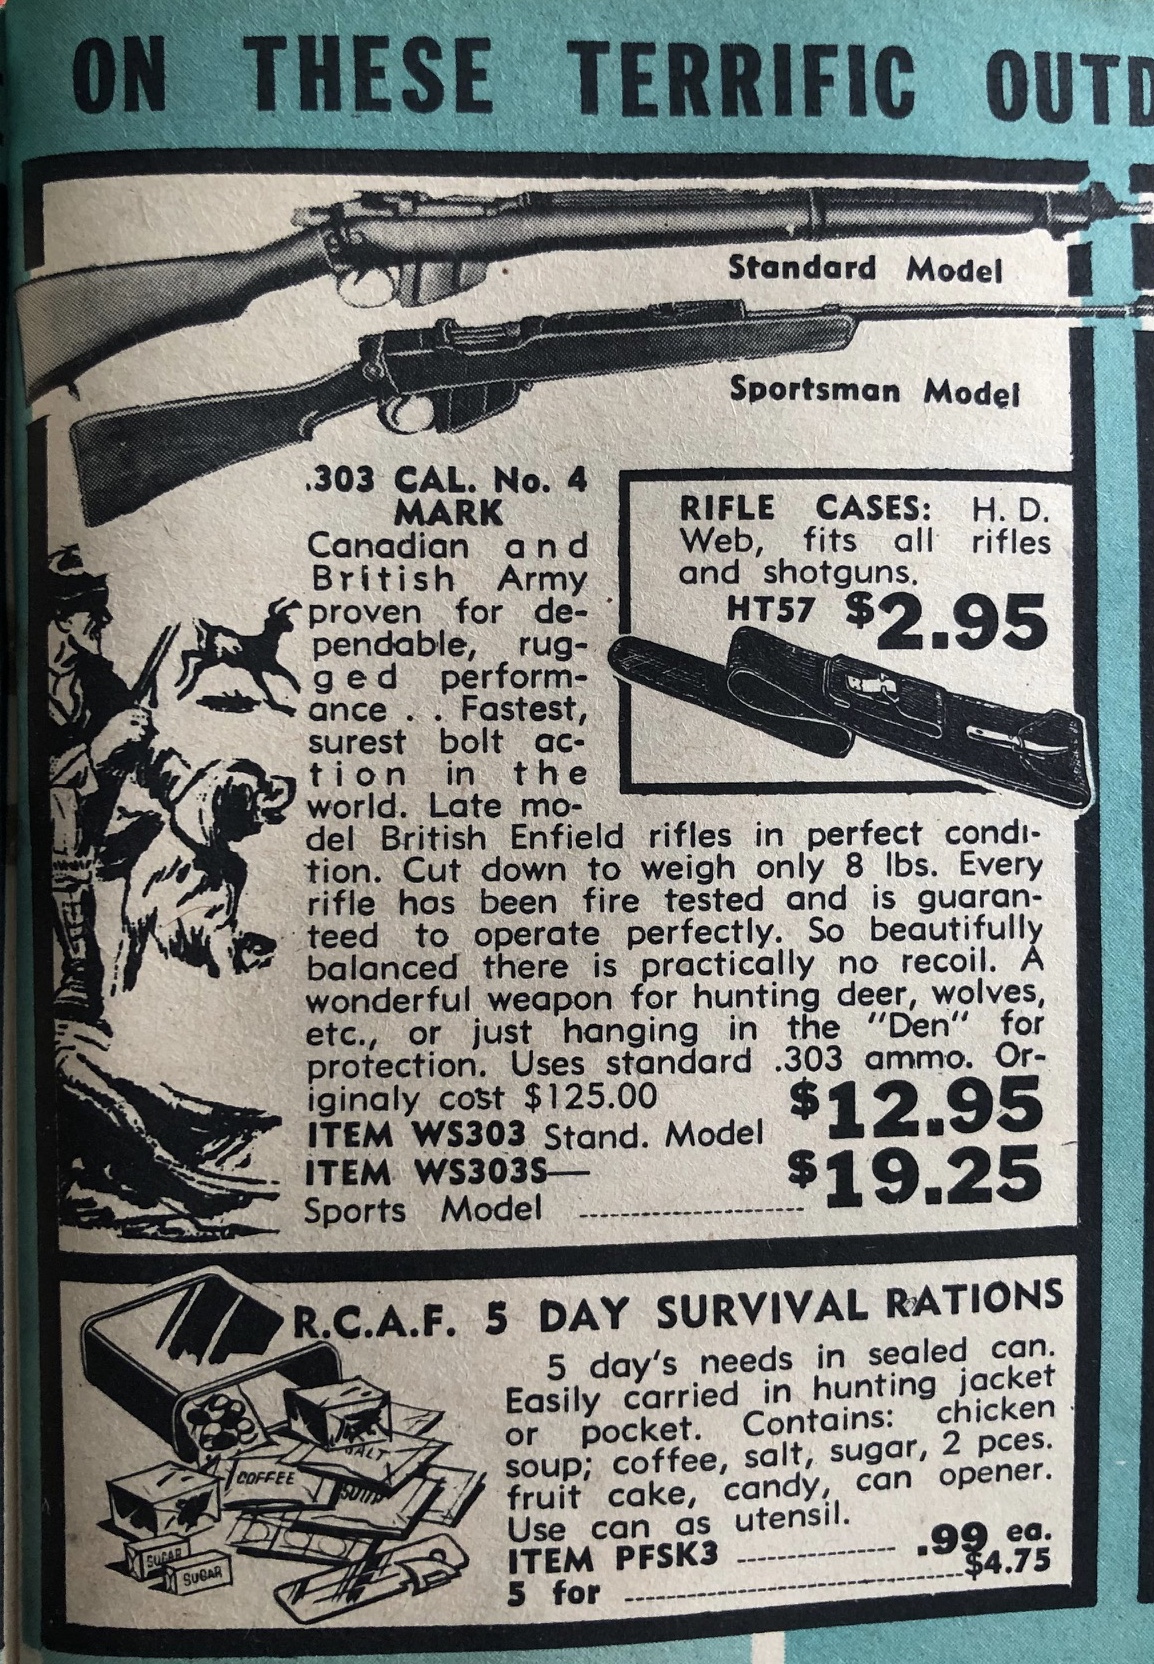 ON THESE TERRIFIC
Standard Model
Sportsman Model
.303 CAL. No. 4
MARK
Canadian and
British Army
proven for de-
pendable, rug-
ged perform-
ance . . Fastest,
surest bolt ac-
tion in the
world. Late mo-
del British Enfield rifles in perfect condi-
tion. Cut down to weigh only 8 lbs. Every
rifle has been fire tested and is guaran-
teed to operate perfectly. So beautifully
balanced there is practically no recoil. A
wonderful weapon for hunting deer, wolves,
etc., or just hanging in the "Den" for
protection. Uses standard .303 ammo. Or-
iginaly cost $125.00
ITEM WS303 Stand. Model $12.95
ITEM WS303S—
Sports Model $19.25
RIFLE CASES: H. D.
Web, fits all rifles
and shotguns.
HT57 $2.95
R.C.A.F. 5 DAY SURVIVAL RATIONS
5 day's needs in sealed can.
Easily carried in hunting jacket
or pocket. Contains: chicken
soup; coffee, salt, sugar, 2 pces.
fruit cake, candy, can opener.
Use can as utensil.
ITEM PFSK3 .99 ea.
5 for $4.75
SALT
COFFEE
SOUP
SUGAR
SUGAR